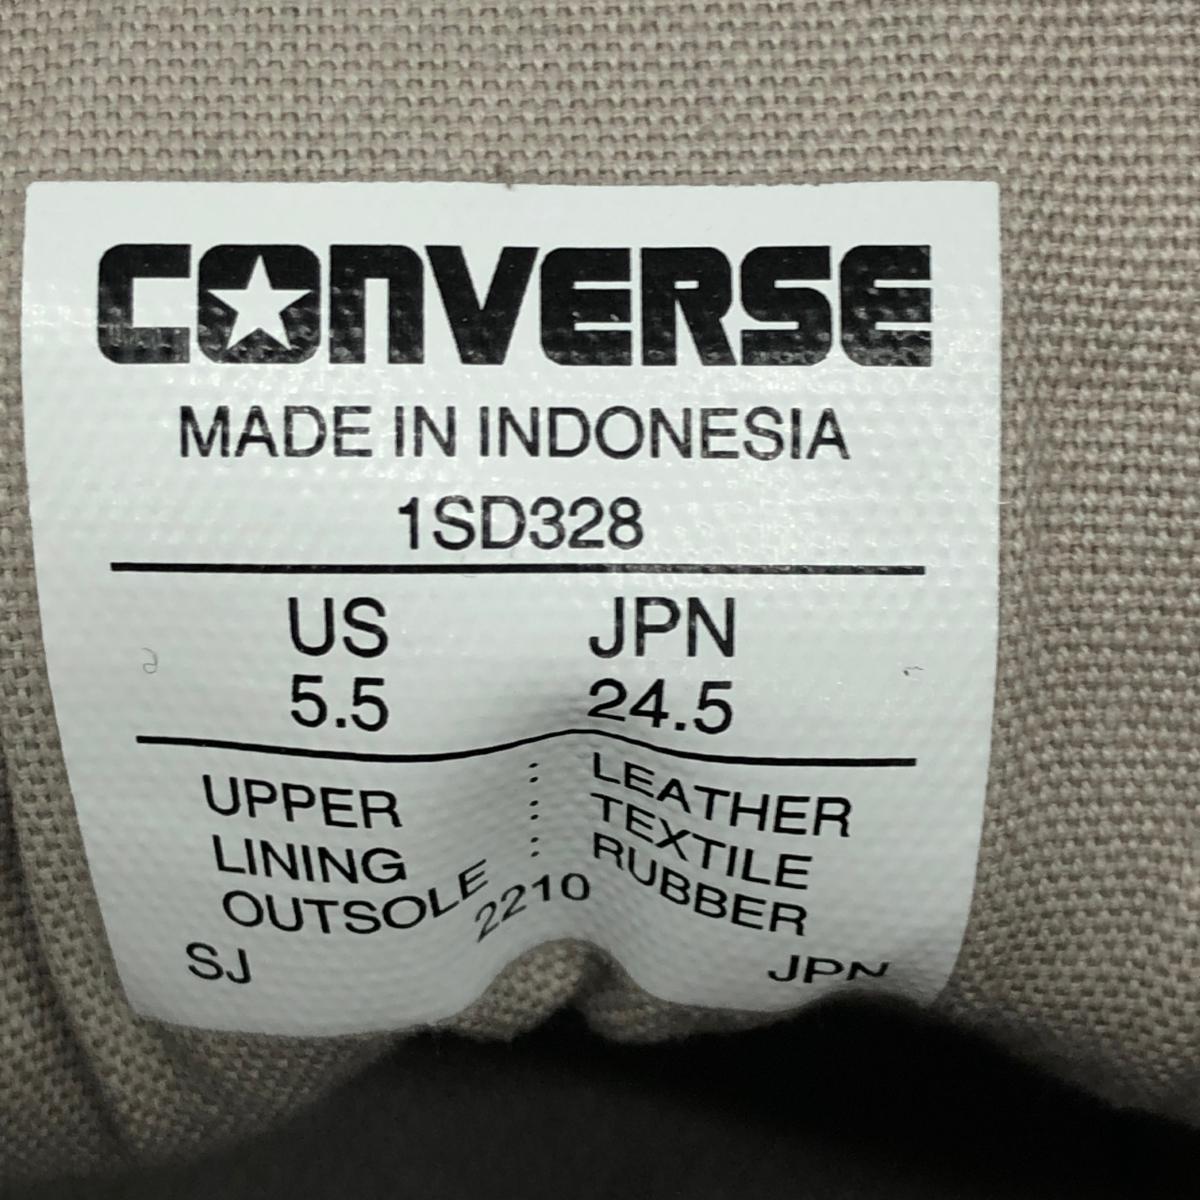 CONVERSE
MADE IN INDONESIA
1SD328
US JPN
5.5 24.5
UPPER : LEATHER
LINING : TEXTILE
OUTSOLE : RUBBER
2210
SJ JPN